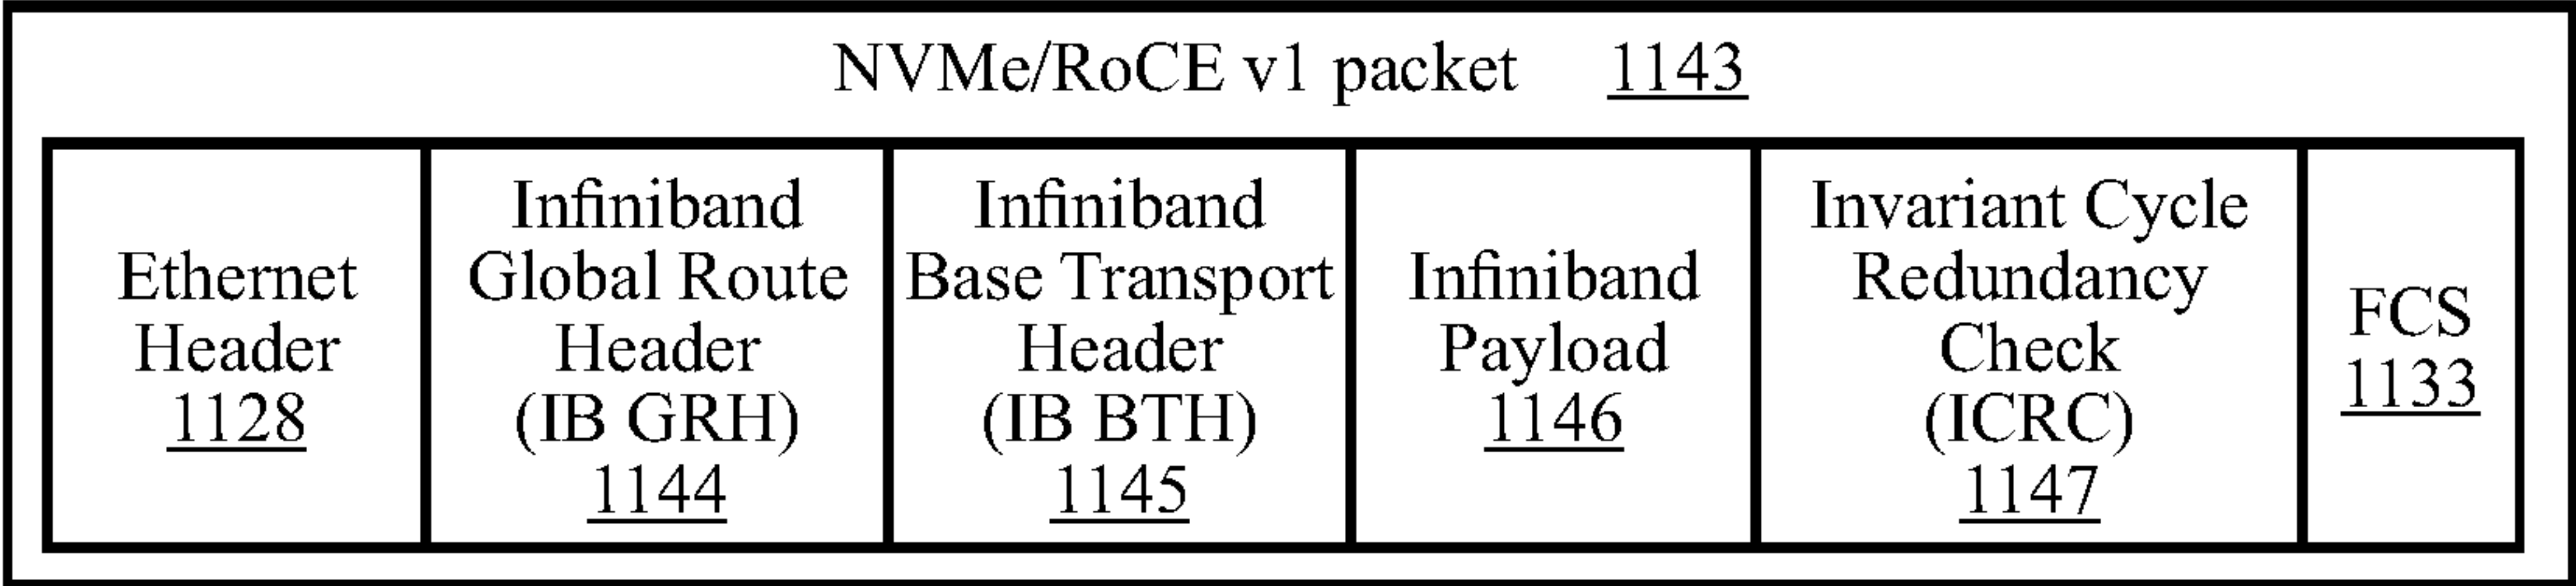 NVMe/RoCE v1 packet 1143
Ethernet
Header
1128
Infiniband
Global Route
Header
(IB GRH)
1144
Infiniband
Base Transport
Header
(IB BTH)
1145
Infiniband
Payload
1146
Invariant Cycle
Redundancy
Check
(ICRC)
1147
FCS
1133